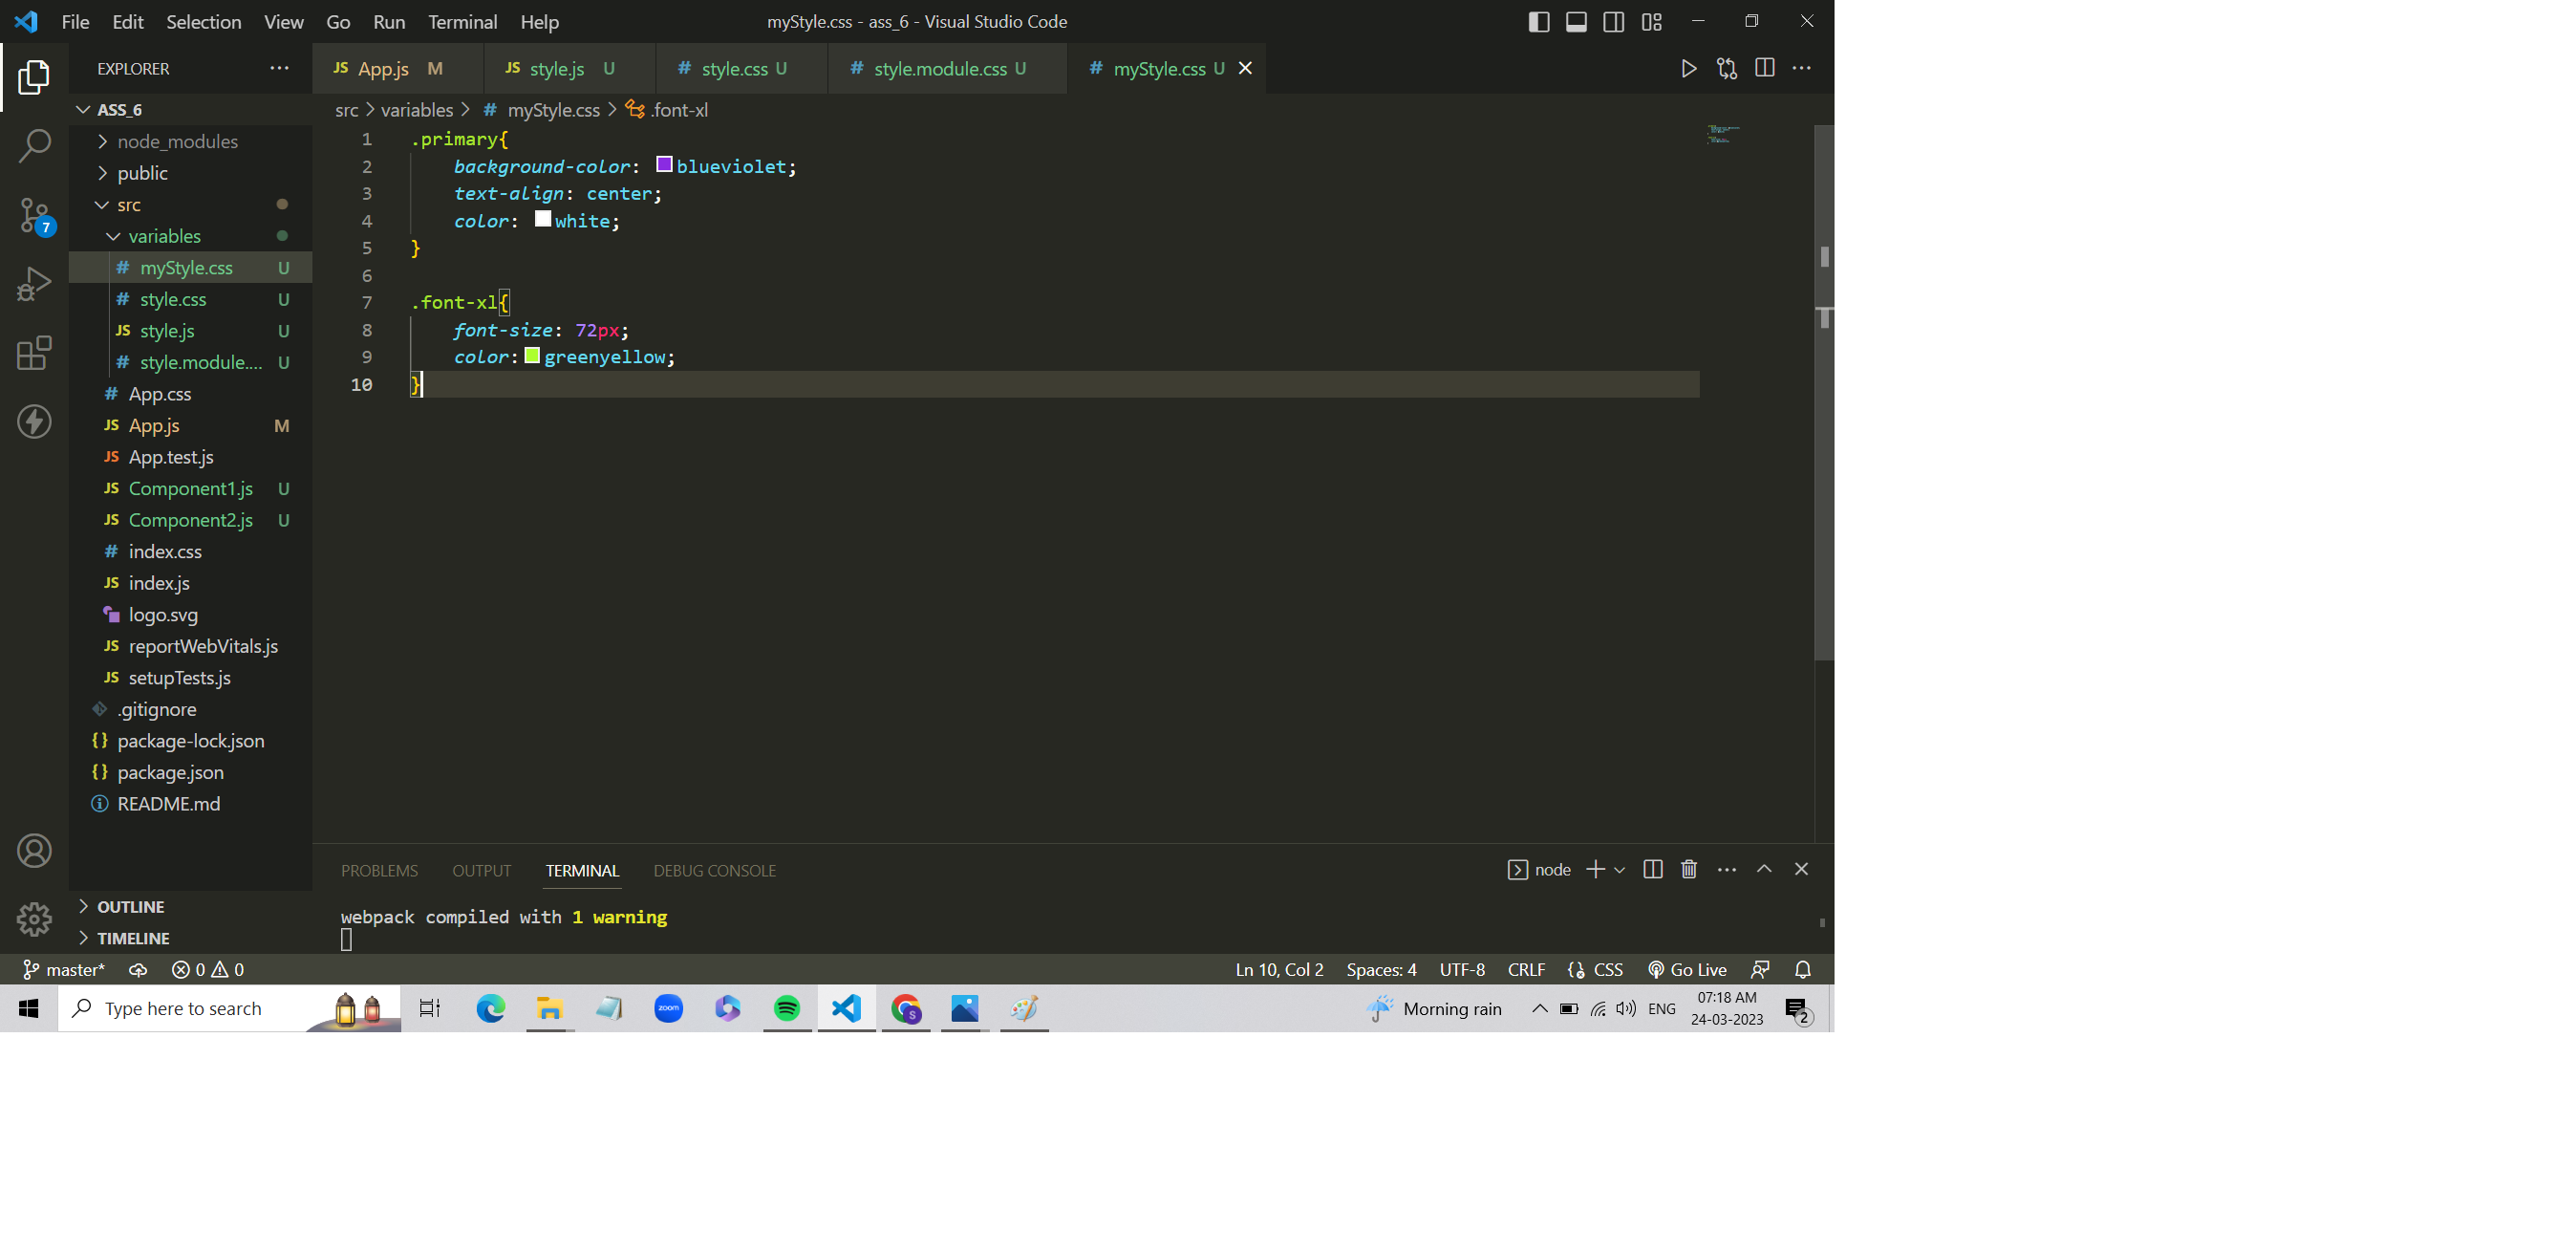 File Edit Selection View Go Run Terminal Help myStyle.css - ass_6 - Visual Studio Code
EXPLORER
JS App.js M JS style.js U # style.css U # style.module.css U # myStyle.css U
ASS_6
src > variables > # myStyle.css > .font-xl
node_modules
public
src
variables
# myStyle.css U
# style.css U
JS style.js U
# style.module.... U
# App.css
JS App.js M
JS App.test.js
JS Component1.js U
JS Component2.js U
# index.css
JS index.js
logo.svg
JS reportWebVitals.js
JS setupTests.js
.gitignore
{} package-lock.json
{} package.json
README.md
OUTLINE
TIMELINE
7
1 .primary{
2 background-color: blueviolet;
3 text-align: center;
4 color: white;
5 }
6
7 .font-xl{
8 font-size: 72px;
9 color: greenyellow;
10 }
PROBLEMS OUTPUT TERMINAL DEBUG CONSOLE node
webpack compiled with 1 warning
master* 0 0 Ln 10, Col 2 Spaces: 4 UTF-8 CRLF CSS Go Live
Type here to search zoom S Morning rain ENG 07:18 AM
24-03-2023 2